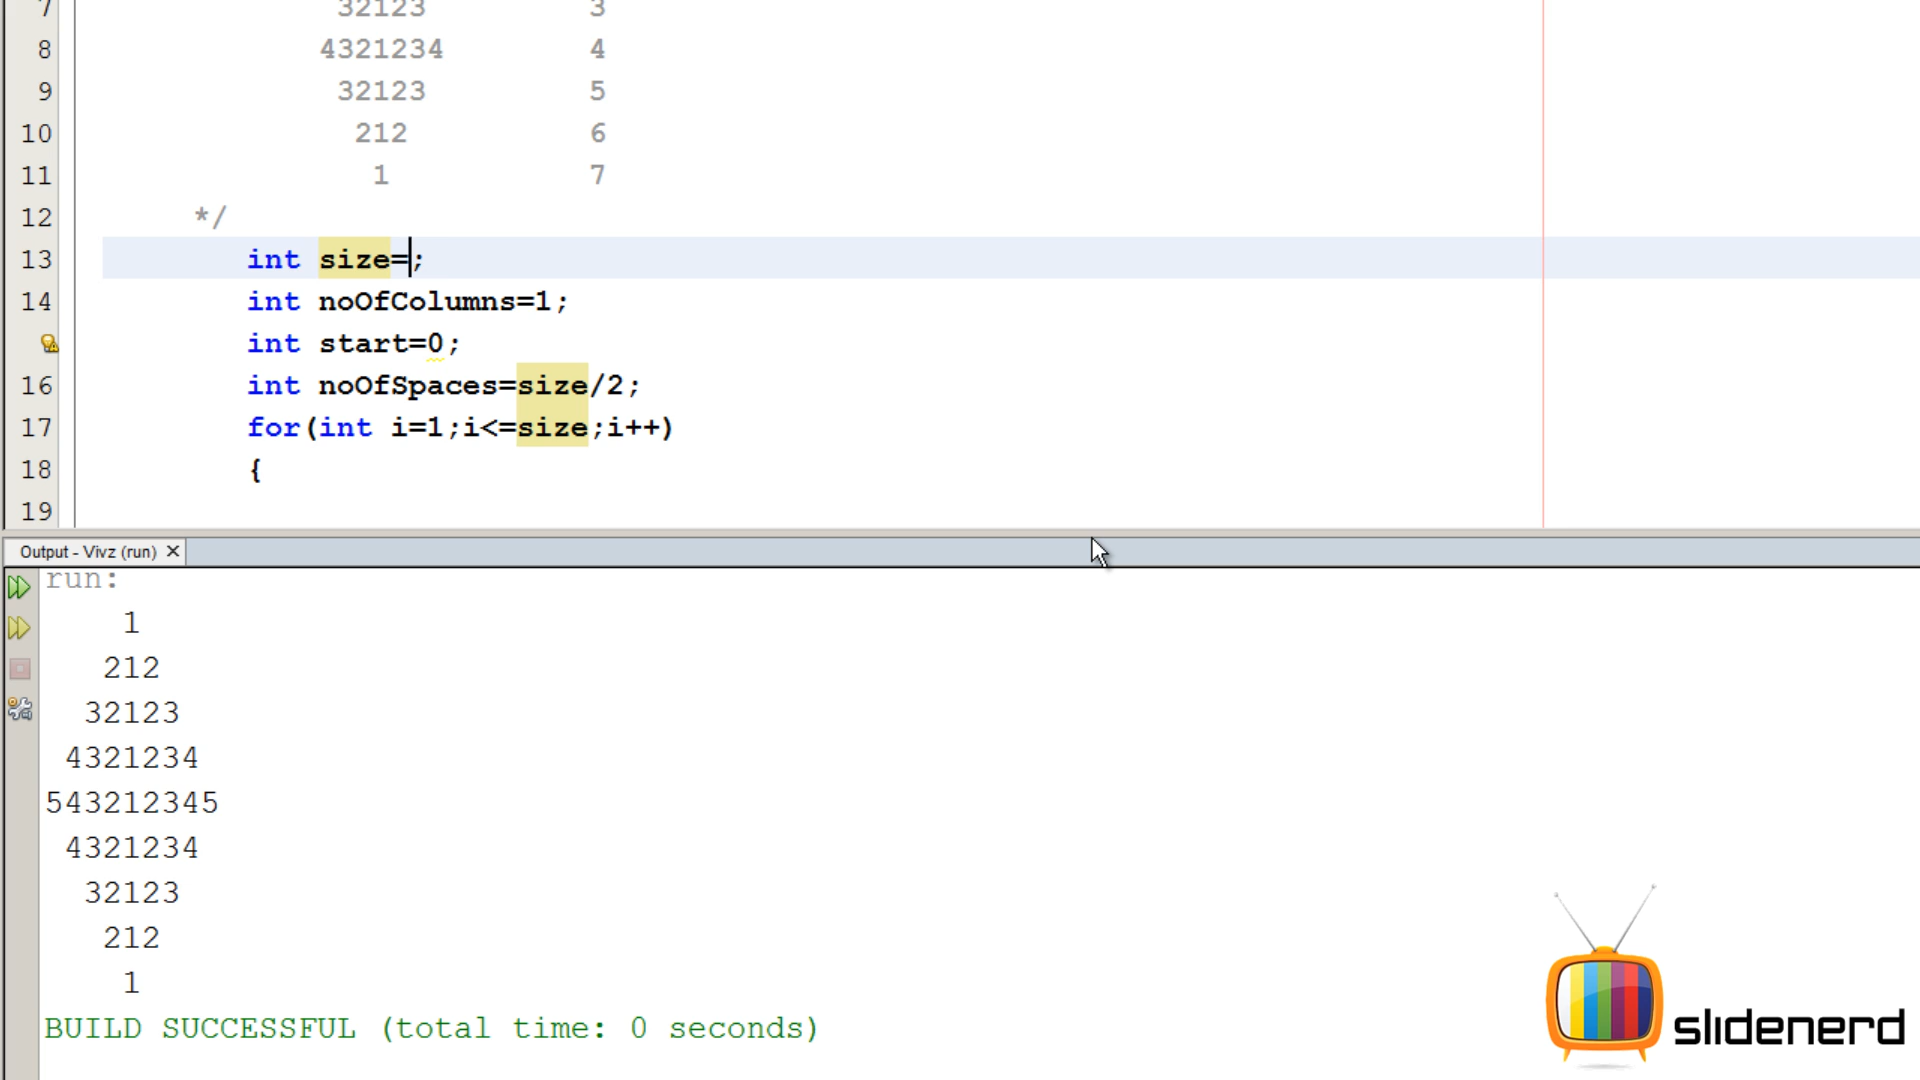 7 32123 3
8 4321234 4
9 32123 5
10 212 6
11 1 7
12 */
13 int size=;
14 int noOfColumns=1;
int start=0;
16 int noOfSpaces=size/2;
17 for(int i=1;i<=size;i++)
18 {
19
Output - Vivz (run)
run:
1
212
32123
4321234
543212345
4321234
32123
212
1
BUILD SUCCESSFUL (total time: 0 seconds)
slidenerd